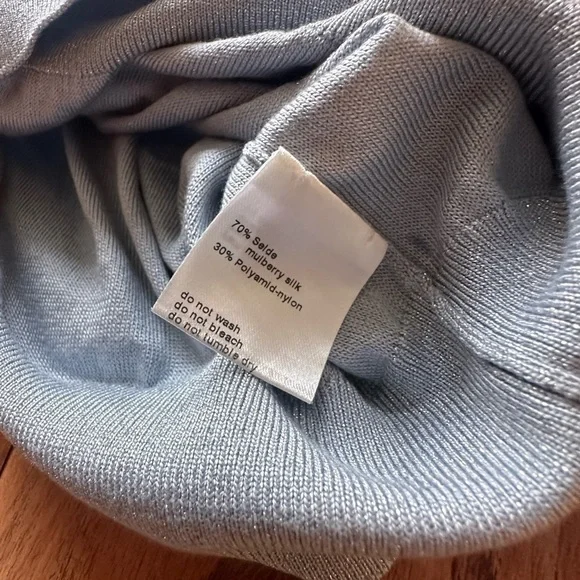 70% Seide
mulberry silk
30% Polyamid-nylon
do not wash
do not bleach
do not tumble dry